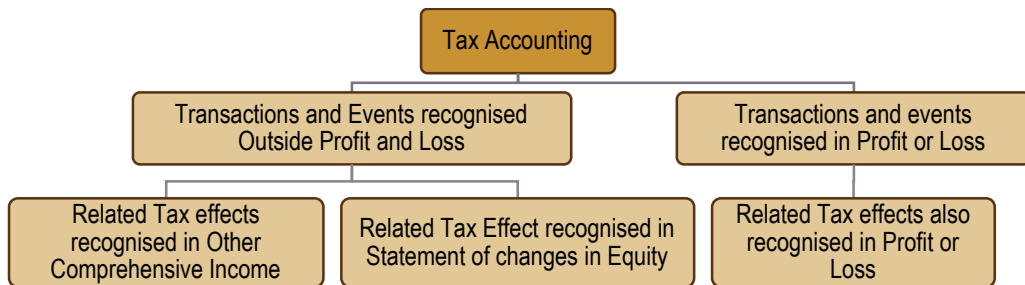 Tax Accounting
Transactions and Events recognised
Outside Profit and Loss
Transactions and events
recognised in Profit or Loss
Related Tax effects
recognised in Other
Comprehensive Income
Related Tax Effect recognised in
Statement of changes in Equity
Related Tax effects also
recognised in Profit or
Loss